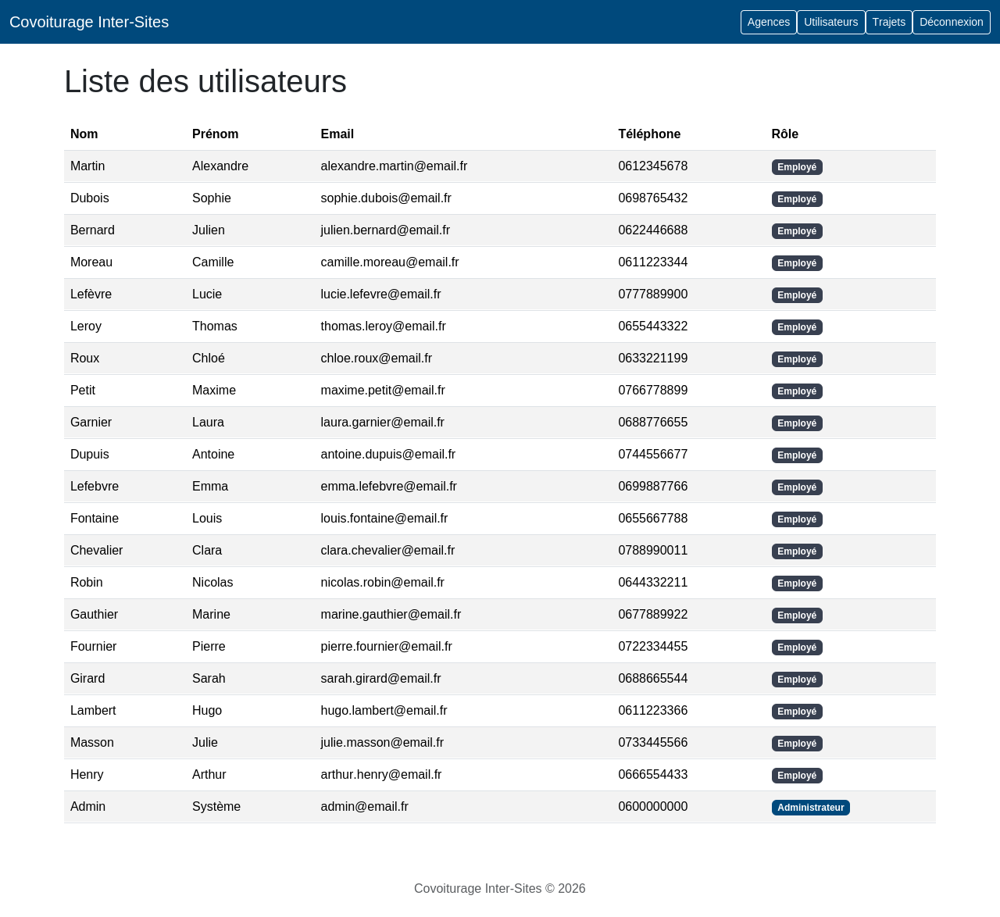 Covoiturage Inter-Sites Agences Utilisateurs Trajets Déconnexion
Liste des utilisateurs
Nom Prénom Email Téléphone Rôle
Martin Alexandre alexandre.martin@email.fr 0612345678 Employé
Dubois Sophie sophie.dubois@email.fr 0698765432 Employé
Bernard Julien julien.bernard@email.fr 0622446688 Employé
Moreau Camille camille.moreau@email.fr 0611223344 Employé
Lefèvre Lucie lucie.lefevre@email.fr 0777889900 Employé
Leroy Thomas thomas.leroy@email.fr 0655443322 Employé
Roux Chloé chloe.roux@email.fr 0633221199 Employé
Petit Maxime maxime.petit@email.fr 0766778899 Employé
Garnier Laura laura.garnier@email.fr 0688776655 Employé
Dupuis Antoine antoine.dupuis@email.fr 0744556677 Employé
Lefebvre Emma emma.lefebvre@email.fr 0699887766 Employé
Fontaine Louis louis.fontaine@email.fr 0655667788 Employé
Chevalier Clara clara.chevalier@email.fr 0788990011 Employé
Robin Nicolas nicolas.robin@email.fr 0644332211 Employé
Gauthier Marine marine.gauthier@email.fr 0677889922 Employé
Fournier Pierre pierre.fournier@email.fr 0722334455 Employé
Girard Sarah sarah.girard@email.fr 0688665544 Employé
Lambert Hugo hugo.lambert@email.fr 0611223366 Employé
Masson Julie julie.masson@email.fr 0733445566 Employé
Henry Arthur arthur.henry@email.fr 0666554433 Employé
Admin Système admin@email.fr 0600000000 Administrateur
Covoiturage Inter-Sites © 2026